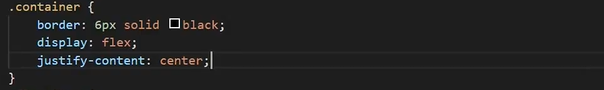 .container {
    border: 6px solid black;
    display: flex;
    justify-content: center;
}